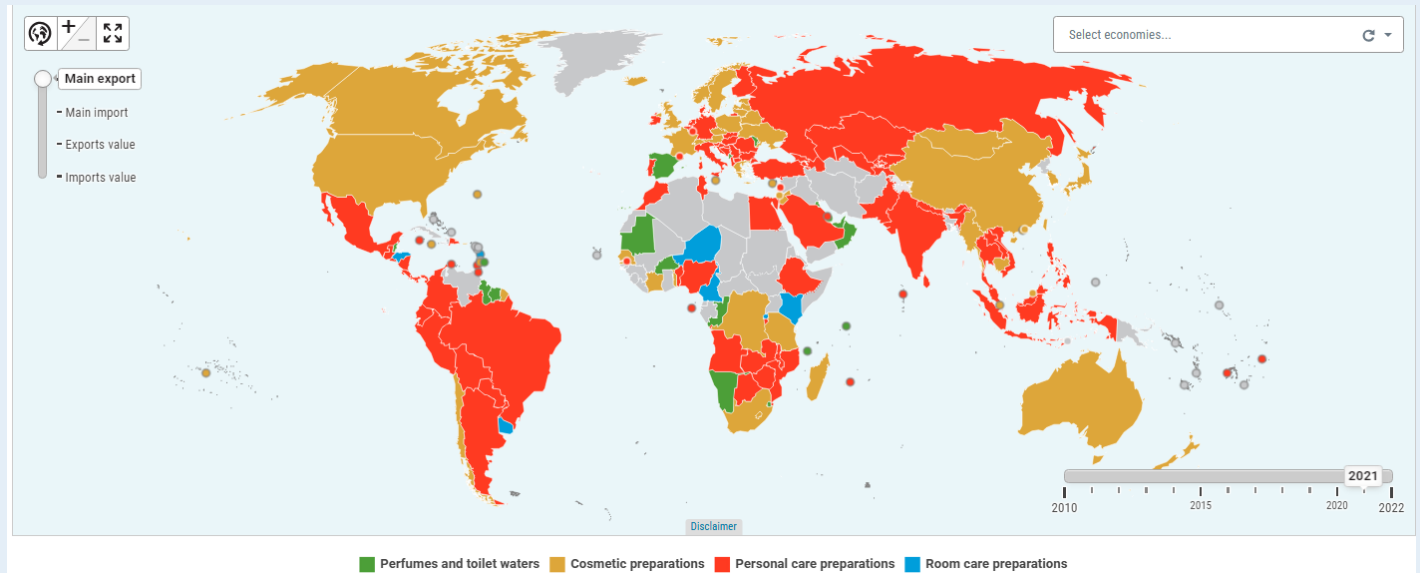 +
−
Select economies...
Main export
Main import
Exports value
Imports value
2021
2010
2015
2020
2022
Disclaimer
Perfumes and toilet waters Cosmetic preparations Personal care preparations Room care preparations